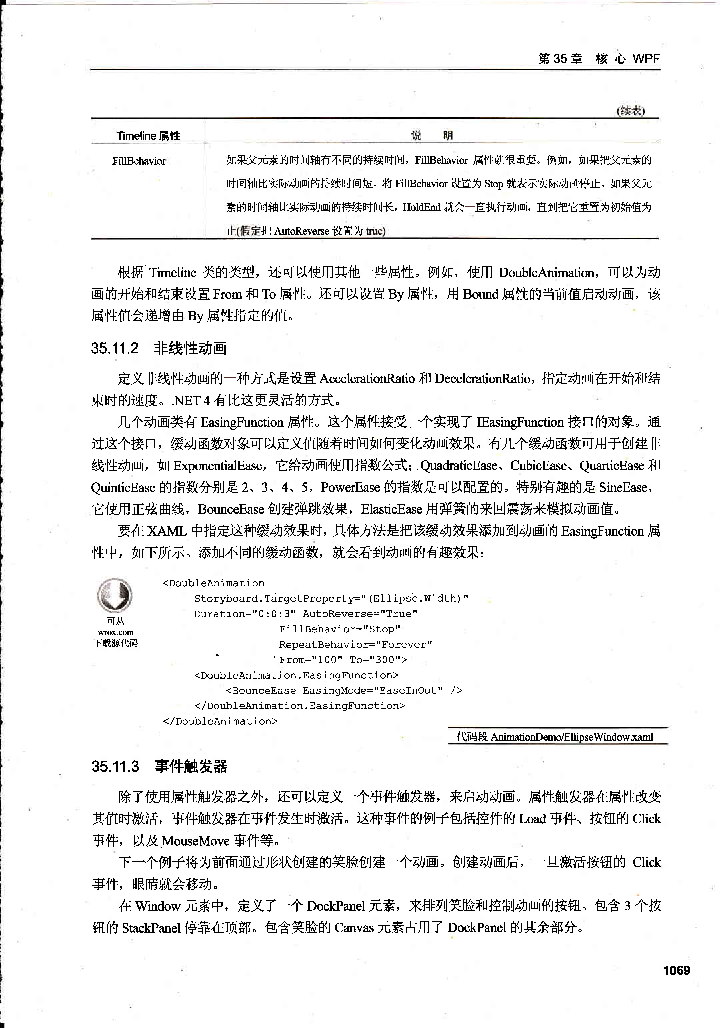 第35章 核 心 WPF
(续表)
Timeline 属性 说 明
FillBehavior 如果父元素的时间轴有不同的持续时间，FillBehavior 属性就很重要。例如，如果把父元素的
时间轴比实际动画的持续时间短，将 FillBehavior 设置为 Stop 就表示实际动画停止。如果父元
素的时间轴比实际动画的持续时间长，HoldEnd 就会一直执行动画，直到把它重置为初始值为
止(假定把 AutoReverse 设置为 true)
根据 Timeline 类的类型，还可以使用其他一些属性。例如，使用 DoubleAnimation，可以为动
画的开始和结束设置 From 和 To 属性。还可以设置 By 属性，用 Bound 属性的当前值启动动画，该
属性值会递增由 By 属性指定的值。
35.11.2 非线性动画
定义非线性动画的一种方式是设置 AccelerationRatio 和 DecelerationRatio，指定动画在开始和结
束时的速度。.NET 4 有比这更灵活的方式。
几个动画类有 EasingFunction 属性。这个属性接受一个实现了 IEasingFunction 接口的对象。通
过这个接口，缓动函数对象可以定义值随着时间如何变化动画效果。有几个缓动函数可用于创建非
线性动画，如 ExponentialEase，它给动画使用指数公式；QuadraticEase、CubicEase、QuarticEase 和
QuinticEase 的指数分别是 2、3、4、5，PowerEase 的指数是可以配置的。特别有趣的是 SineEase，
它使用正弦曲线，BounceEase 创建弹跳效果，ElasticEase 用弹簧的来回震荡来模拟动画值。
要在 XAML 中指定这种缓动效果时，具体方法是把该缓动效果添加到动画的 EasingFunction 属
性中，如下所示。添加不同的缓动函数，就会看到动画的有趣效果：
可从
wrox.com
下载源代码
<DoubleAnimation
Storyboard.TargetProperty="(Ellipse.Width)"
Duration="0:0:3" AutoReverse="True"
FillBehavior="Stop"
RepeatBehavior="Forever"
From="100" To="300">
<DoubleAnimation.EasingFunction>
<BounceEase EasingMode="EaseInOut" />
</DoubleAnimation.EasingFunction>
</DoubleAnimation>
代码段 AnimationDemo/EllipseWindow.xaml
35.11.3 事件触发器
除了使用属性触发器之外，还可以定义一个事件触发器，来启动动画。属性触发器在属性改变
其值时激活，事件触发器在事件发生时激活。这种事件的例子包括控件的 Load 事件、按钮的 Click
事件，以及 MouseMove 事件等。
下一个例子将为前面通过形状创建的笑脸创建一个动画。创建动画后，一旦激活按钮的 Click
事件，眼睛就会移动。
在 Window 元素中，定义了一个 DockPanel 元素，来排列笑脸和控制动画的按钮。包含 3 个按
钮的 StackPanel 停靠在顶部。包含笑脸的 Canvas 元素占用了 DockPanel 的其余部分。
1069